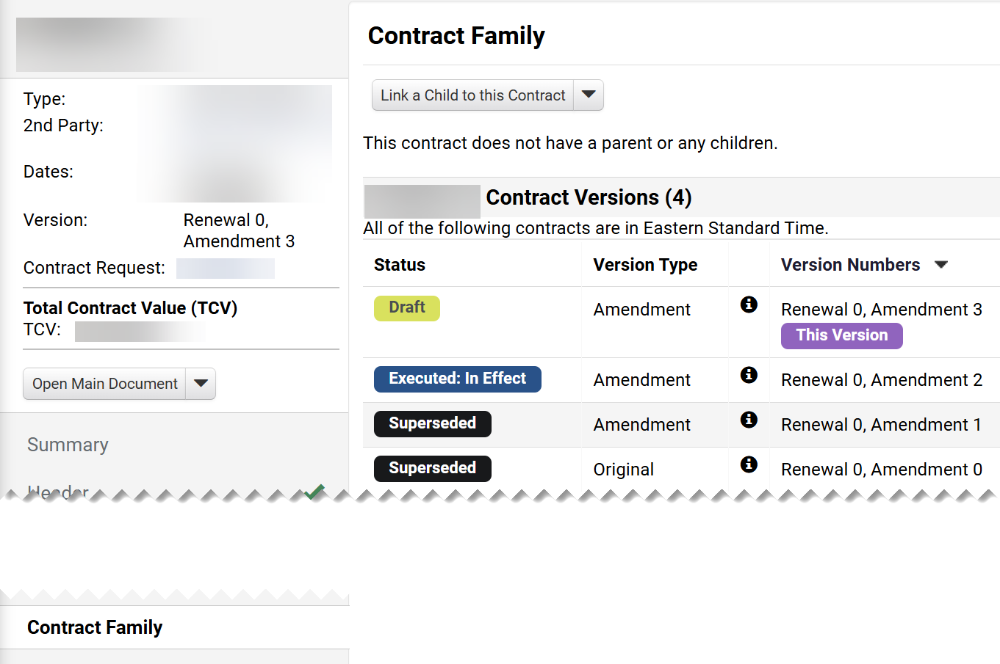 Type:
2nd Party:
Dates:
Version: Renewal 0,
Amendment 3
Contract Request:
Total Contract Value (TCV)
TCV:
Open Main Document
Summary
Header
Contract Family
Contract Family
Link a Child to this Contract
This contract does not have a parent or any children.
Contract Versions (4)
All of the following contracts are in Eastern Standard Time.
Status Version Type Version Numbers
Draft Amendment Renewal 0, Amendment 3
This Version
Executed: In Effect Amendment Renewal 0, Amendment 2
Superseded Amendment Renewal 0, Amendment 1
Superseded Original Renewal 0, Amendment 0